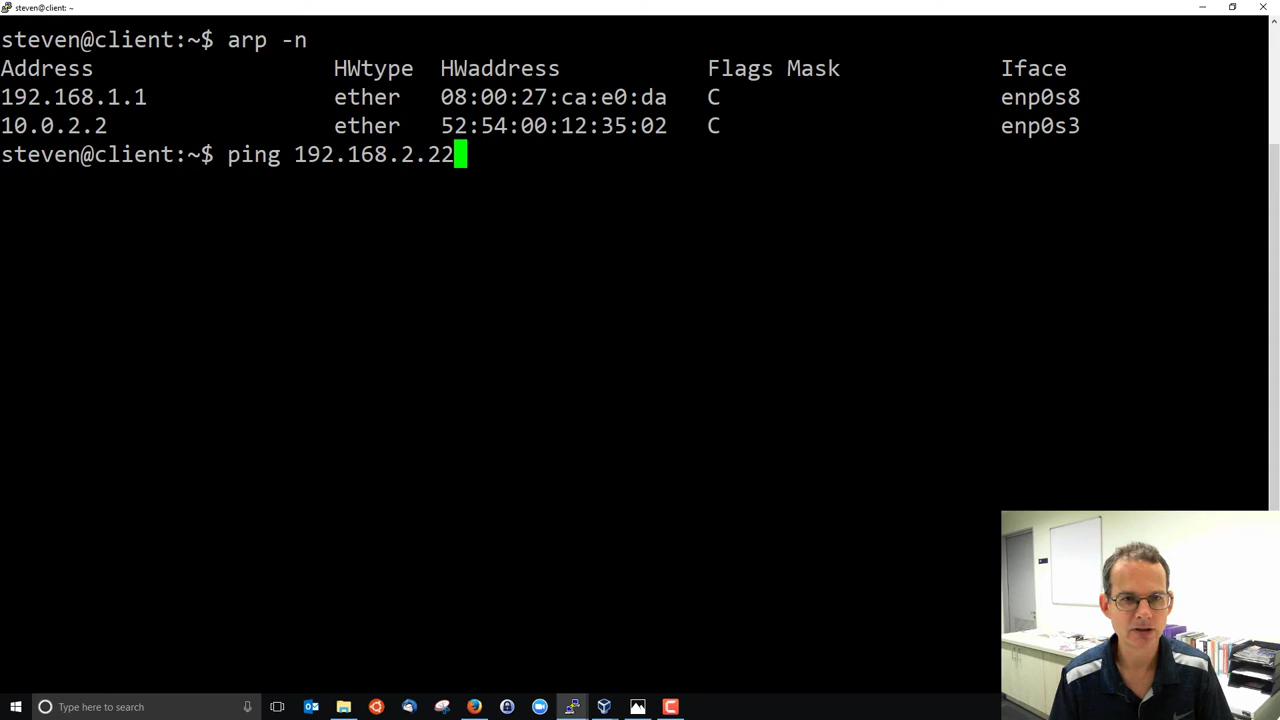 steven@client: ~
steven@client:~$ arp -n
Address HWtype HWaddress Flags Mask Iface
192.168.1.1 ether 08:00:27:ca:e0:da C enp0s8
10.0.2.2 ether 52:54:00:12:35:02 C enp0s3
steven@client:~$ ping 192.168.2.22
Type here to search